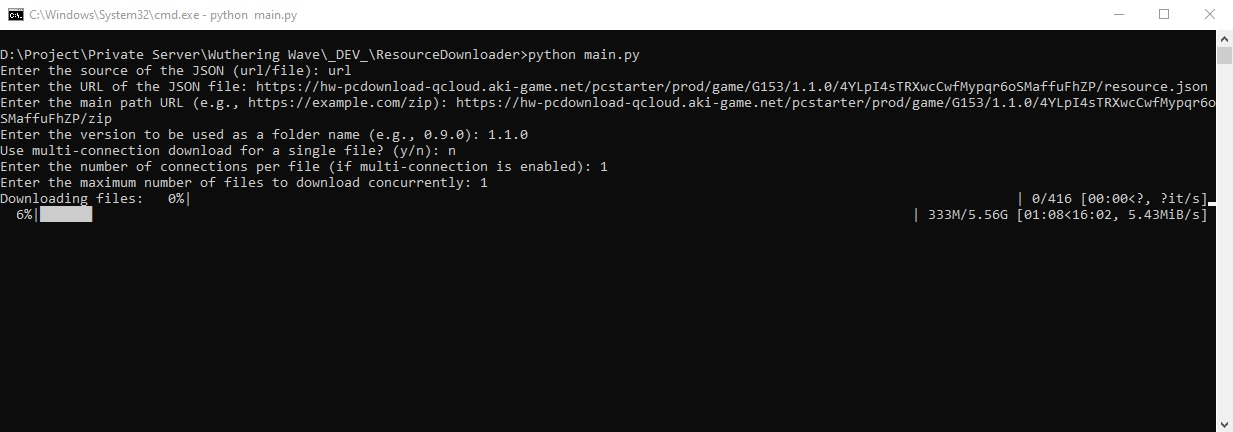 C:\Windows\System32\cmd.exe - python  main.py
D:\Project\Private Server\Wuthering Wave\_DEV_\ResourceDownloader>python main.py
Enter the source of the JSON (url/file): url
Enter the URL of the JSON file: https://hw-pcdownload-qcloud.aki-game.net/pcstarter/prod/game/G153/1.1.0/4YLpI4sTRXwcCwfMypqr6oSMaffuFhZP/resource.json
Enter the main path URL (e.g., https://example.com/zip): https://hw-pcdownload-qcloud.aki-game.net/pcstarter/prod/game/G153/1.1.0/4YLpI4sTRXwcCwfMypqr6o
SMaffuFhZP/zip
Enter the version to be used as a folder name (e.g., 0.9.0): 1.1.0
Use multi-connection download for a single file? (y/n): n
Enter the number of connections per file (if multi-connection is enabled): 1
Enter the maximum number of files to download concurrently: 1
Downloading files:   0%| | 0/416 [00:00<?, ?it/s]
6%| | 333M/5.56G [01:08<16:02, 5.43MiB/s]